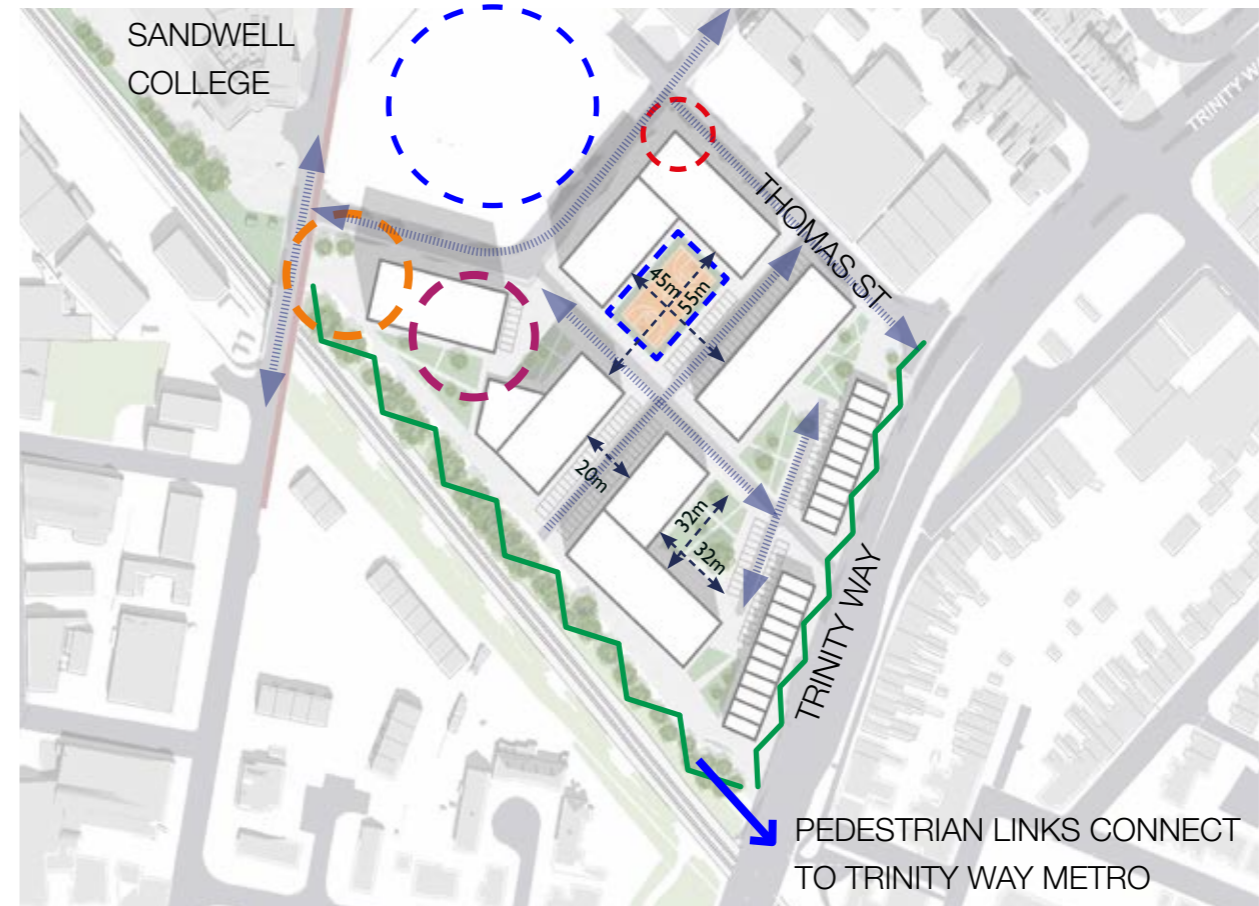 SANDWELL
COLLEGE
TRINITY WA
THOMAS ST
45m
55m
20m
32m
32m
TRINITY WAY
PEDESTRIAN LINKS CONNECT
TO TRINITY WAY METRO